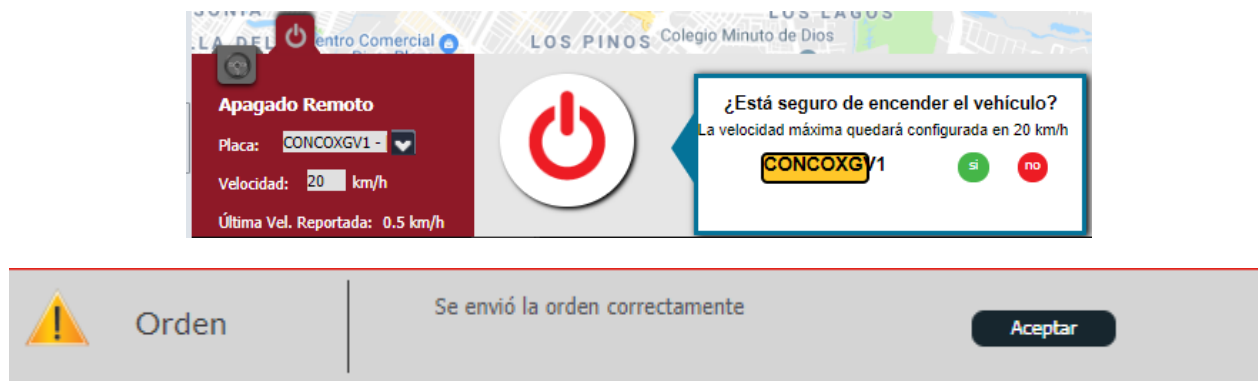 LOS LAGOS
LLA DEL
entro Comercial
LOS PINOS
Colegio Minuto de Dios
Apagado Remoto
Placa: CONCOXGV1 -
Velocidad: 20 km/h
Última Vel. Reportada: 0.5 km/h
¿Está seguro de encender el vehículo?
La velocidad máxima quedará configurada en 20 km/h
CONCOXGV1
si
no
Orden
Se envió la orden correctamente
Aceptar